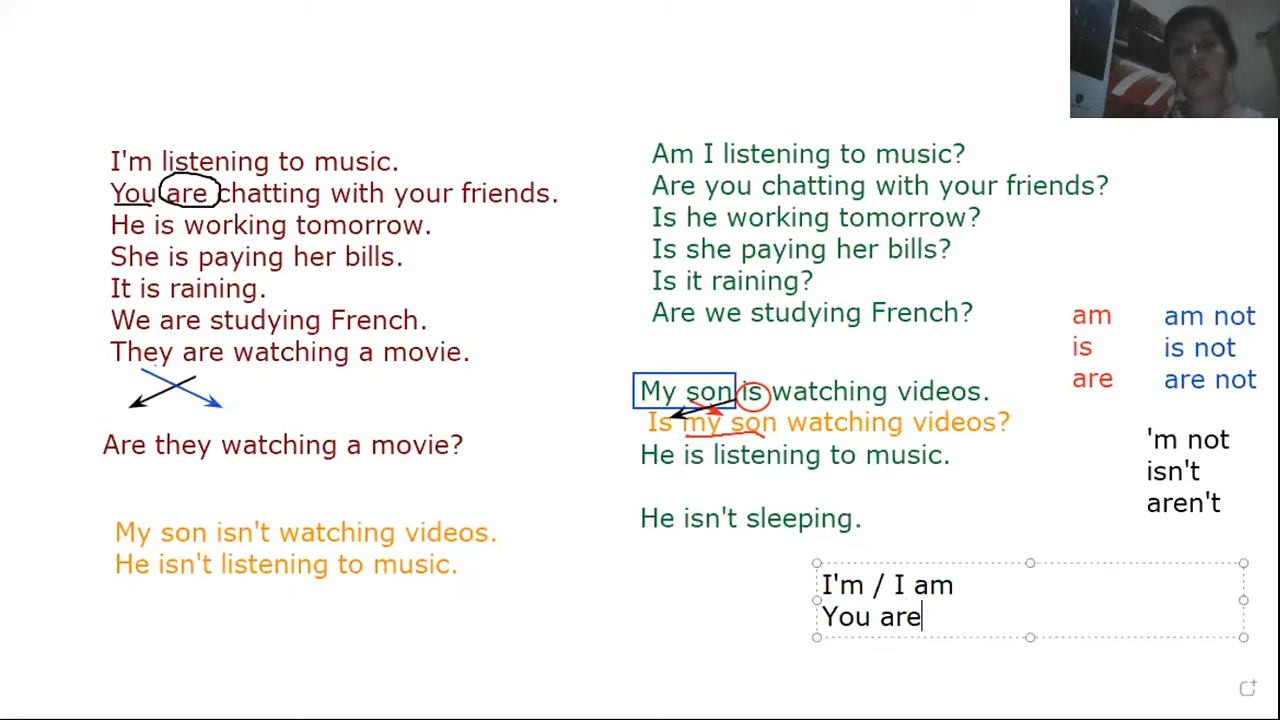 I'm listening to music.
You are chatting with your friends.
He is working tomorrow.
She is paying her bills.
It is raining.
We are studying French.
They are watching a movie.
Are they watching a movie?
My son isn't watching videos.
He isn't listening to music.
Am I listening to music?
Are you chatting with your friends?
Is he working tomorrow?
Is she paying her bills?
Is it raining?
Are we studying French?
My son is watching videos.
Is my son watching videos?
He is listening to music.
He isn't sleeping.
am
is
are
am not
is not
are not
'm not
isn't
aren't
I'm / I am
You are